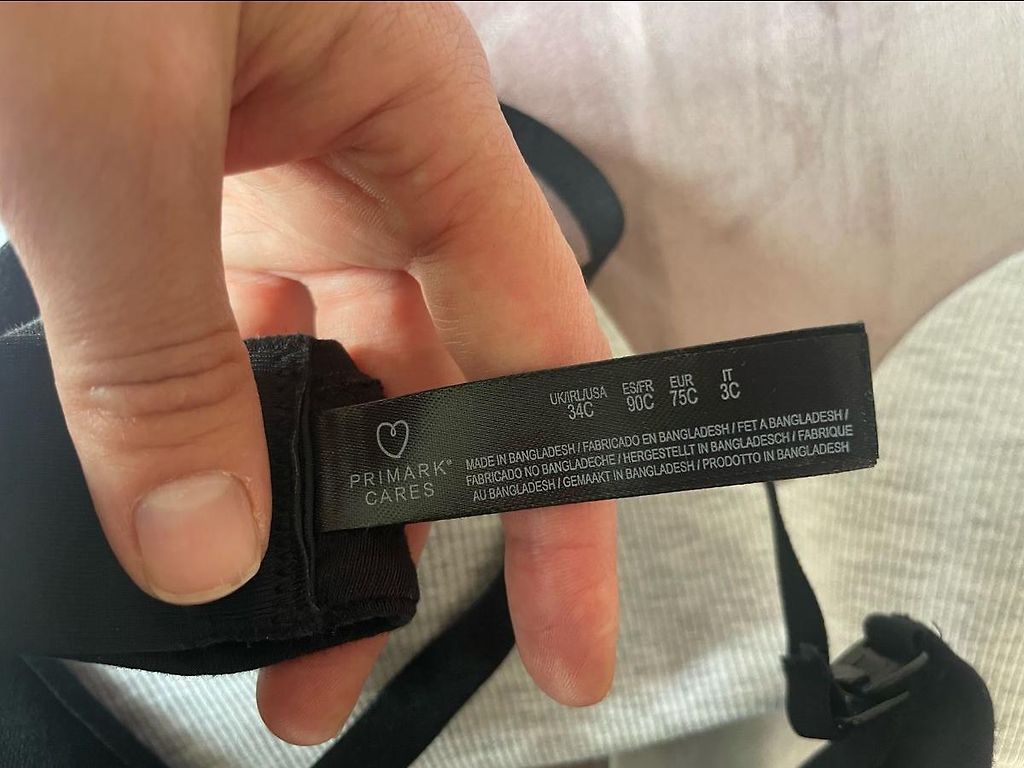 PRIMARK®
CARES
UK/IRL/USA ES/FR EUR IT
34C 90C 75C 3C
MADE IN BANGLADESH / FABRICADO EN BANGLADESH / FET A BANGLADESH /
FABRICADO NO BANGLADECHE / HERGESTELLT IN BANGLADESCH / FABRIQUE
AU BANGLADESH / GEMAAKT IN BANGLADESH / PRODOTTO IN BANGLADESH